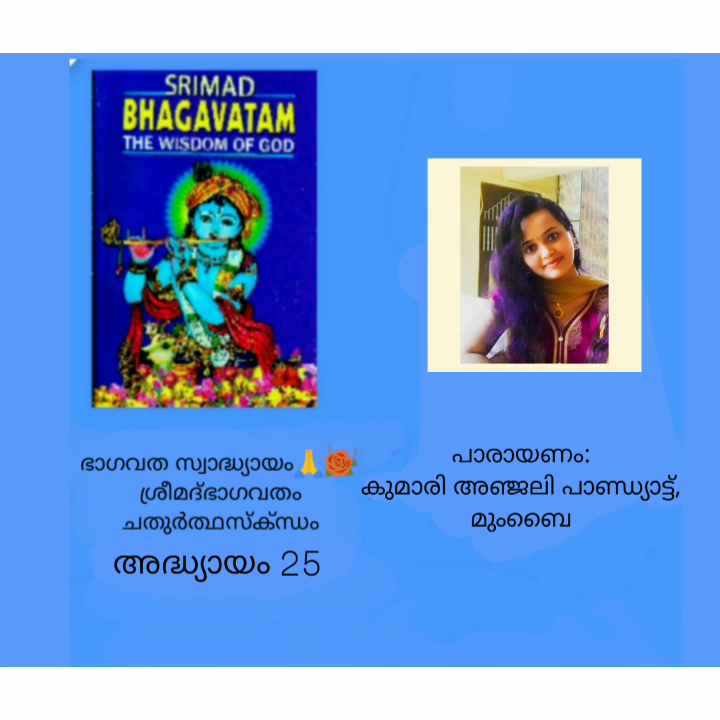 SRIMAD
BHAGAVATAM
THE WISDOM OF GOD
ഭാഗവത സ്വാദ്ധ്യായം🙏🌹
ശ്രീമദ്ഭാഗവതം
ചതുർത്ഥസ്ക്ന്ധം
അദ്ധ്യായം 25
പാരായണം:
കുമാരി അഞ്ജലി പാണ്ഡ്യാട്ട്,
മുംബൈ